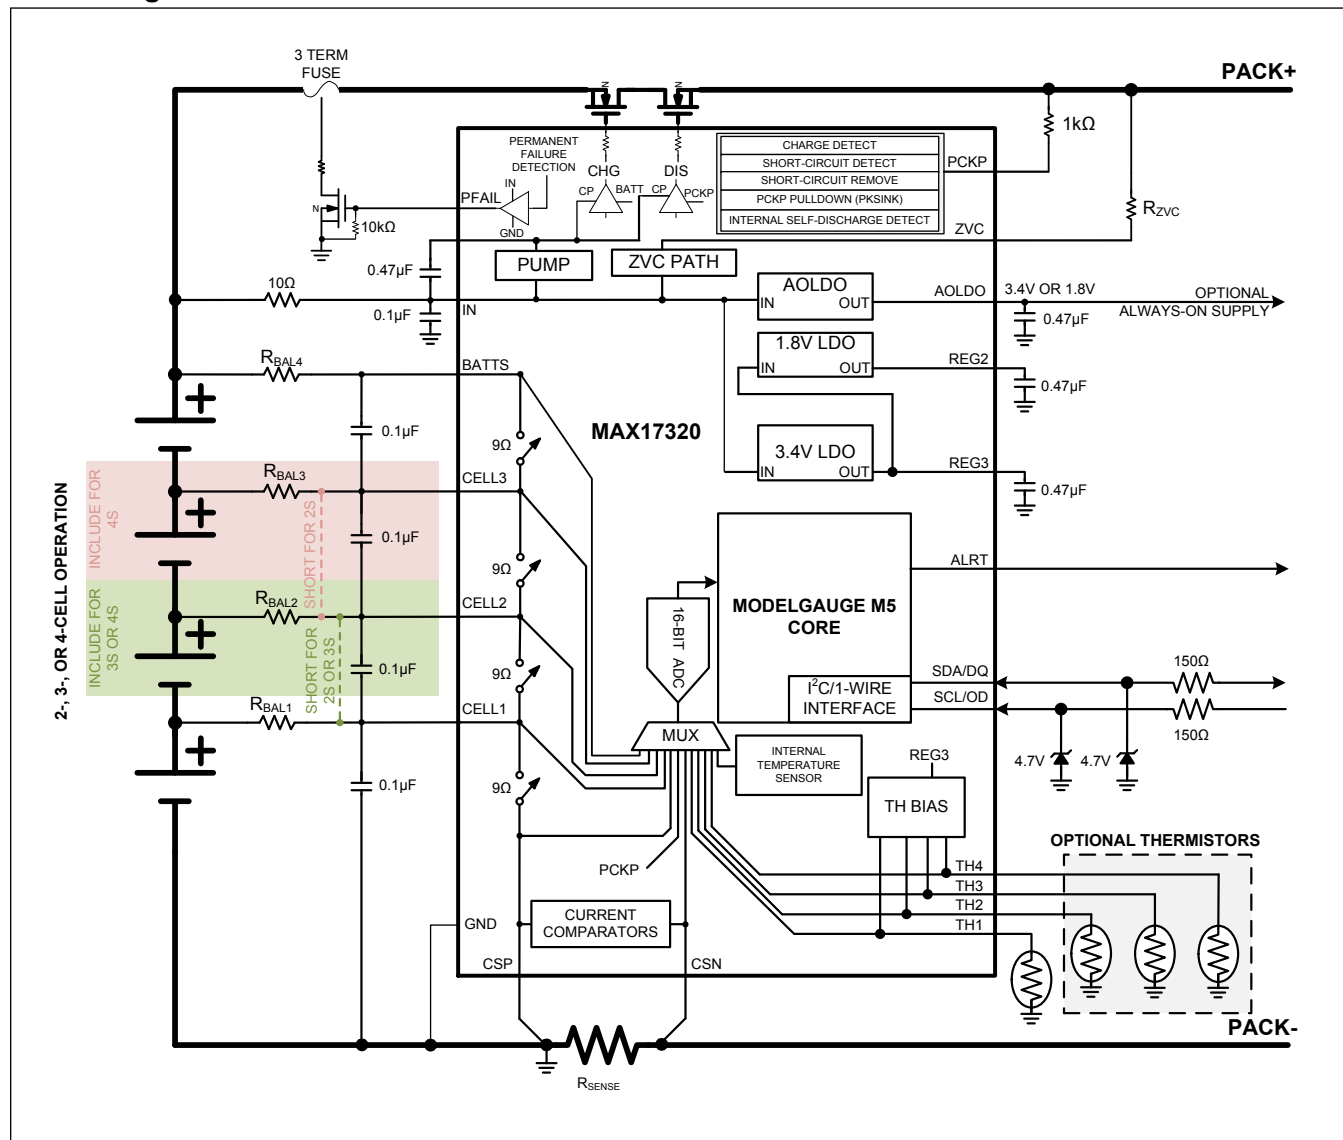 3 TERM
FUSE
PACK+
1kΩ
PERMANENT
FAILURE
DETECTION
CHG
DIS
CHARGE DETECT
SHORT-CIRCUIT DETECT
SHORT-CIRCUIT REMOVE
PCKP PULLDOWN (PKSINK)
INTERNAL SELF-DISCHARGE DETECT
PCKP
PFAIL
IN
GND
CP
BATT
CP
PCKP
N
N
N
10kΩ
RZVC
ZVC
0.47µF
PUMP
ZVC PATH
10Ω
0.1µF
IN
IN
AOLDO
OUT
AOLDO
3.4V OR 1.8V
OPTIONAL
ALWAYS-ON SUPPLY
0.47µF
RBAL4
BATTS
1.8V LDO
IN
OUT
REG2
0.47µF
0.1µF
9Ω
MAX17320
3.4V LDO
IN
OUT
REG3
0.47µF
2-, 3-, OR 4-CELL OPERATION
INCLUDE FOR
4S
RBAL3
SHORT FOR 2S
CELL3
0.1µF
9Ω
ALRT
INCLUDE FOR
3S OR 4S
RBAL2
SHORT FOR
2S OR 3S
CELL2
0.1µF
9Ω
16-BIT ADC
MODELGAUGE M5
CORE
I2C/1-WIRE
INTERFACE
SDA/DQ
SCL/OD
150Ω
150Ω
4.7V
4.7V
RBAL1
CELL1
0.1µF
9Ω
MUX
INTERNAL
TEMPERATURE
SENSOR
REG3
TH BIAS
OPTIONAL THERMISTORS
PCKP
TH4
TH3
TH2
TH1
CURRENT
COMPARATORS
GND
CSP
CSN
RSENSE
PACK-